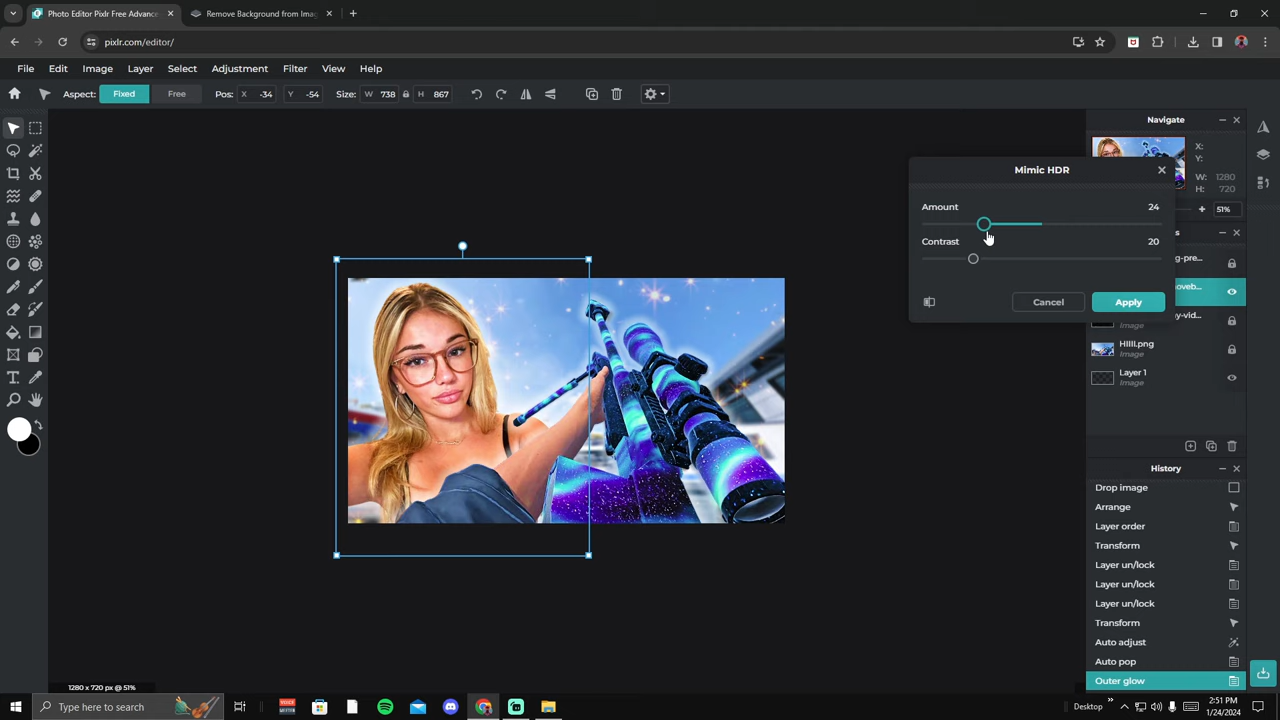 Photo Editor Pixlr Free Advance
Remove Background from Imag
pixlr.com/editor/
File Edit Image Layer Select Adjustment Filter View Help
Aspect: Fixed Free Pos: X -34 Y -54 Size: W 738 H 867
Navigate
X:
Y:
W: 1280
H: 720
51%
Mimic HDR
Amount 24
Contrast 20
Cancel Apply
g-pre...
oveb...
y-vid...
Image
HIIII.png
Image
Layer 1
Image
History
Drop image
Arrange
Layer order
Transform
Layer un/lock
Layer un/lock
Layer un/lock
Transform
Auto adjust
Auto pop
Outer glow
1280 x 720 px @ 51%
Type here to search
Desktop
2:51 PM
1/24/2024